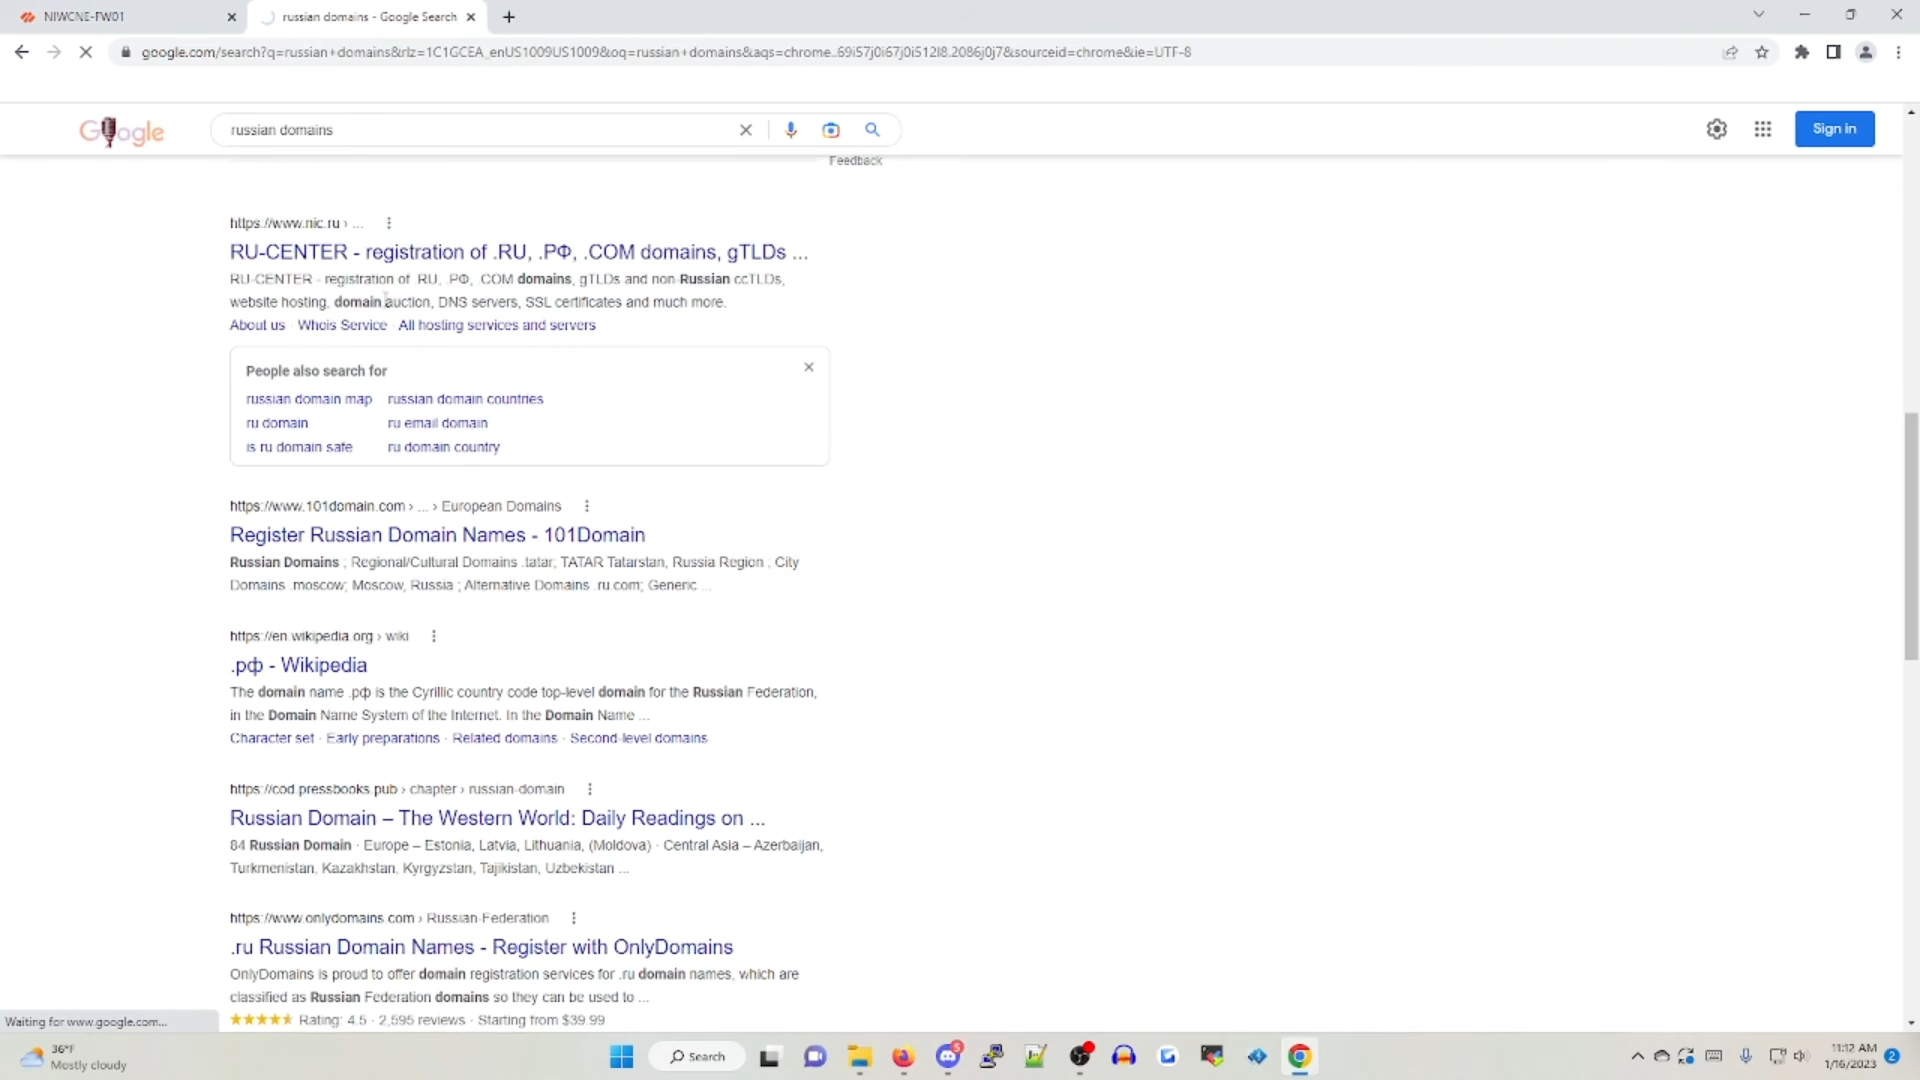 NIWCNE-FW01
russian domains - Google Search
google.com/search?q=russian+domains&rlz=1C1GCEA_enUS1009US1009&oq=russian+domains&aqs=chrome..69i57j0i67j0i512l8.2086j0j7&sourceid=chrome&ie=UTF-8
Google
russian domains
Sign in
Feedback
https://www.nic.ru › ...
RU-CENTER - registration of .RU, .РФ, .COM domains, gTLDs ...
RU-CENTER - registration of .RU, .РФ, .COM domains, gTLDs and non-Russian ccTLDs,
website hosting, domain auction, DNS servers, SSL certificates and much more.
About us · Whois Service · All hosting services and servers
People also search for
russian domain map russian domain countries
ru domain ru email domain
is ru domain safe ru domain country
https://www.101domain.com › ... › European Domains
Register Russian Domain Names - 101Domain
Russian Domains ; Regional/Cultural Domains .tatar; TATAR Tatarstan, Russia Region ; City
Domains .moscow; Moscow, Russia ; Alternative Domains .ru.com; Generic ...
https://en.wikipedia.org › wiki
.рф - Wikipedia
The domain name .рф is the Cyrillic country code top-level domain for the Russian Federation,
in the Domain Name System of the Internet. In the Domain Name ...
Character set · Early preparations · Related domains · Second-level domains
https://cod.pressbooks.pub › chapter › russian-domain
Russian Domain – The Western World: Daily Readings on ...
84 Russian Domain · Europe – Estonia, Latvia, Lithuania, (Moldova) · Central Asia – Azerbaijan,
Turkmenistan, Kazakhstan, Kyrgyzstan, Tajikistan, Uzbekistan ...
https://www.onlydomains.com › Russian-Federation
.ru Russian Domain Names - Register with OnlyDomains
OnlyDomains is proud to offer domain registration services for .ru domain names, which are
classified as Russian Federation domains so they can be used to ...
Rating: 4.5 · 2,595 reviews · Starting from $39.99
Waiting for www.google.com...
36°F
Mostly cloudy
Search
5
11:12 AM
1/16/2023
2